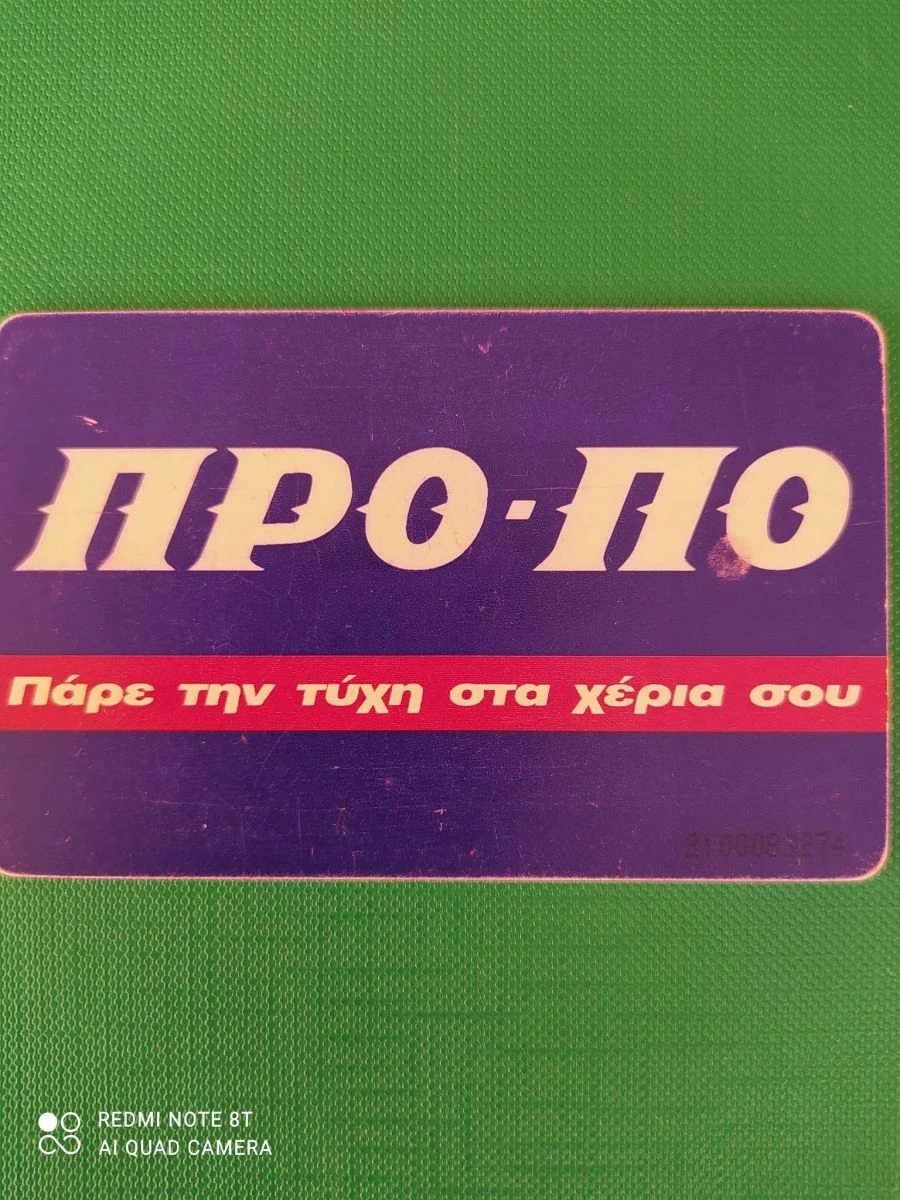 ΠΡΟ-ΠΟ
Πάρε την τύχη στα χέρια σου
REDMI NOTE 8T
AI QUAD CAMERA